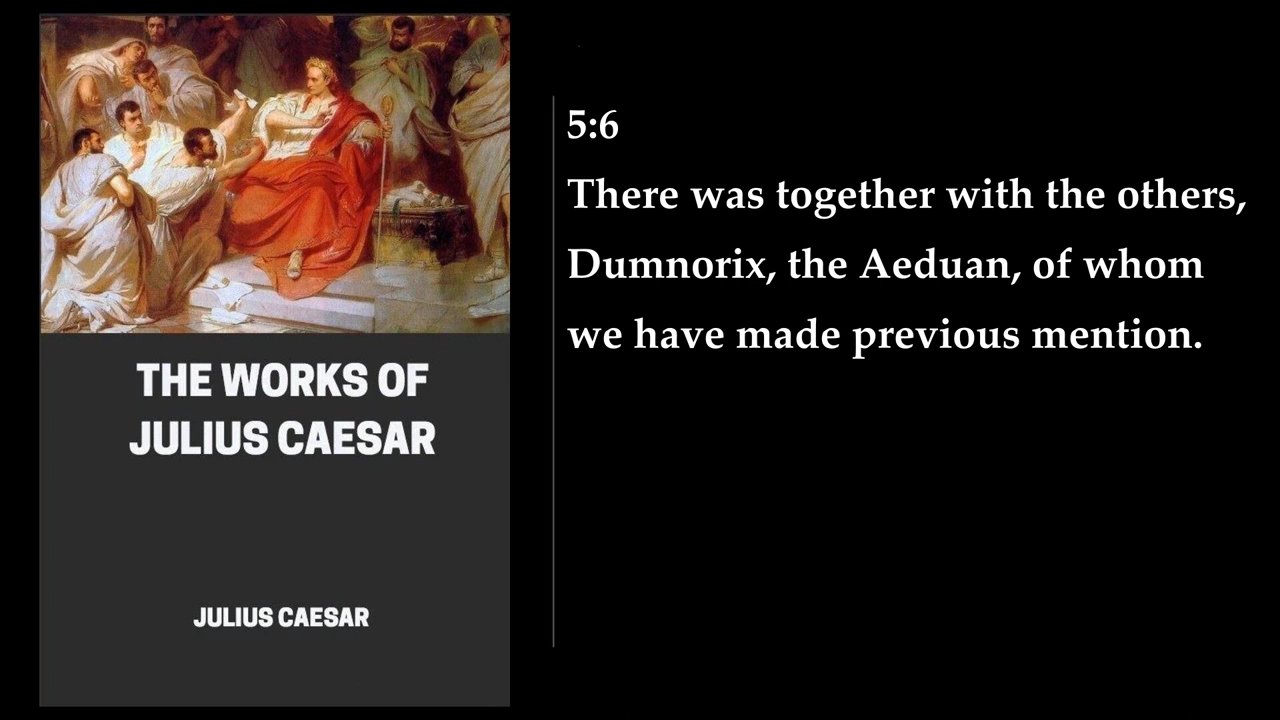 THE WORKS OF
JULIUS CAESAR
JULIUS CAESAR
5:6
There was together with the others,
Dumnorix, the Aeduan, of whom
we have made previous mention.